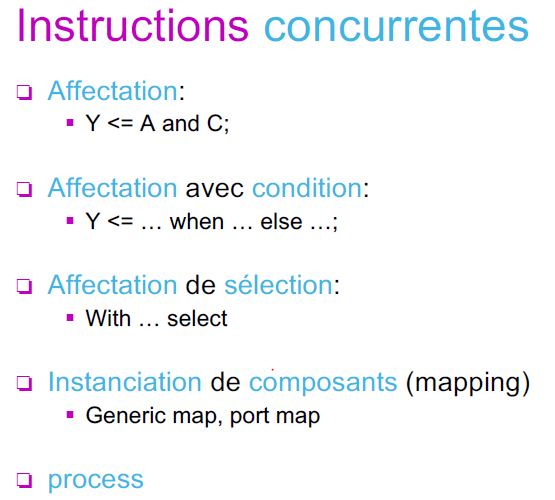 Instructions concurrentes
Affectation:
Y <= A and C;
Affectation avec condition:
Y <= … when … else …;
Affectation de sélection:
With … select
Instanciation de composants (mapping)
Generic map, port map
process